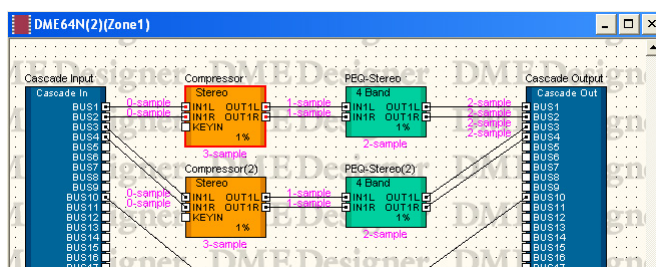 DME64N(2)(Zone1)
Cascade Input
Compressor
PEQ-Stereo
Cascade Output
Cascade In
Stereo
4 Band
Cascade Out
BUS1
0-sample
IN1L OUT1L
1-sample
IN1L OUT1L
2-sample
BUS1
BUS2
0-sample
IN1R OUT1R
1-sample
IN1R OUT1R
2-sample
BUS2
BUS3
KEYIN
2-sample
BUS3
BUS4
1%
1%
2-sample
BUS4
BUS5
3-sample
2-sample
BUS5
BUS6
BUS6
BUS7
Compressor(2)
PEQ-Stereo(2)
BUS7
BUS8
Stereo
4 Band
BUS8
BUS9
BUS9
BUS10
0-sample
IN1L OUT1L
1-sample
IN1L OUT1L
BUS10
BUS11
0-sample
IN1R OUT1R
1-sample
IN1R OUT1R
BUS11
BUS12
KEYIN
BUS12
BUS13
1%
1%
BUS13
BUS14
3-sample
2-sample
BUS14
BUS15
BUS15
BUS16
BUS16
BUS17
BUS17
DME Designer